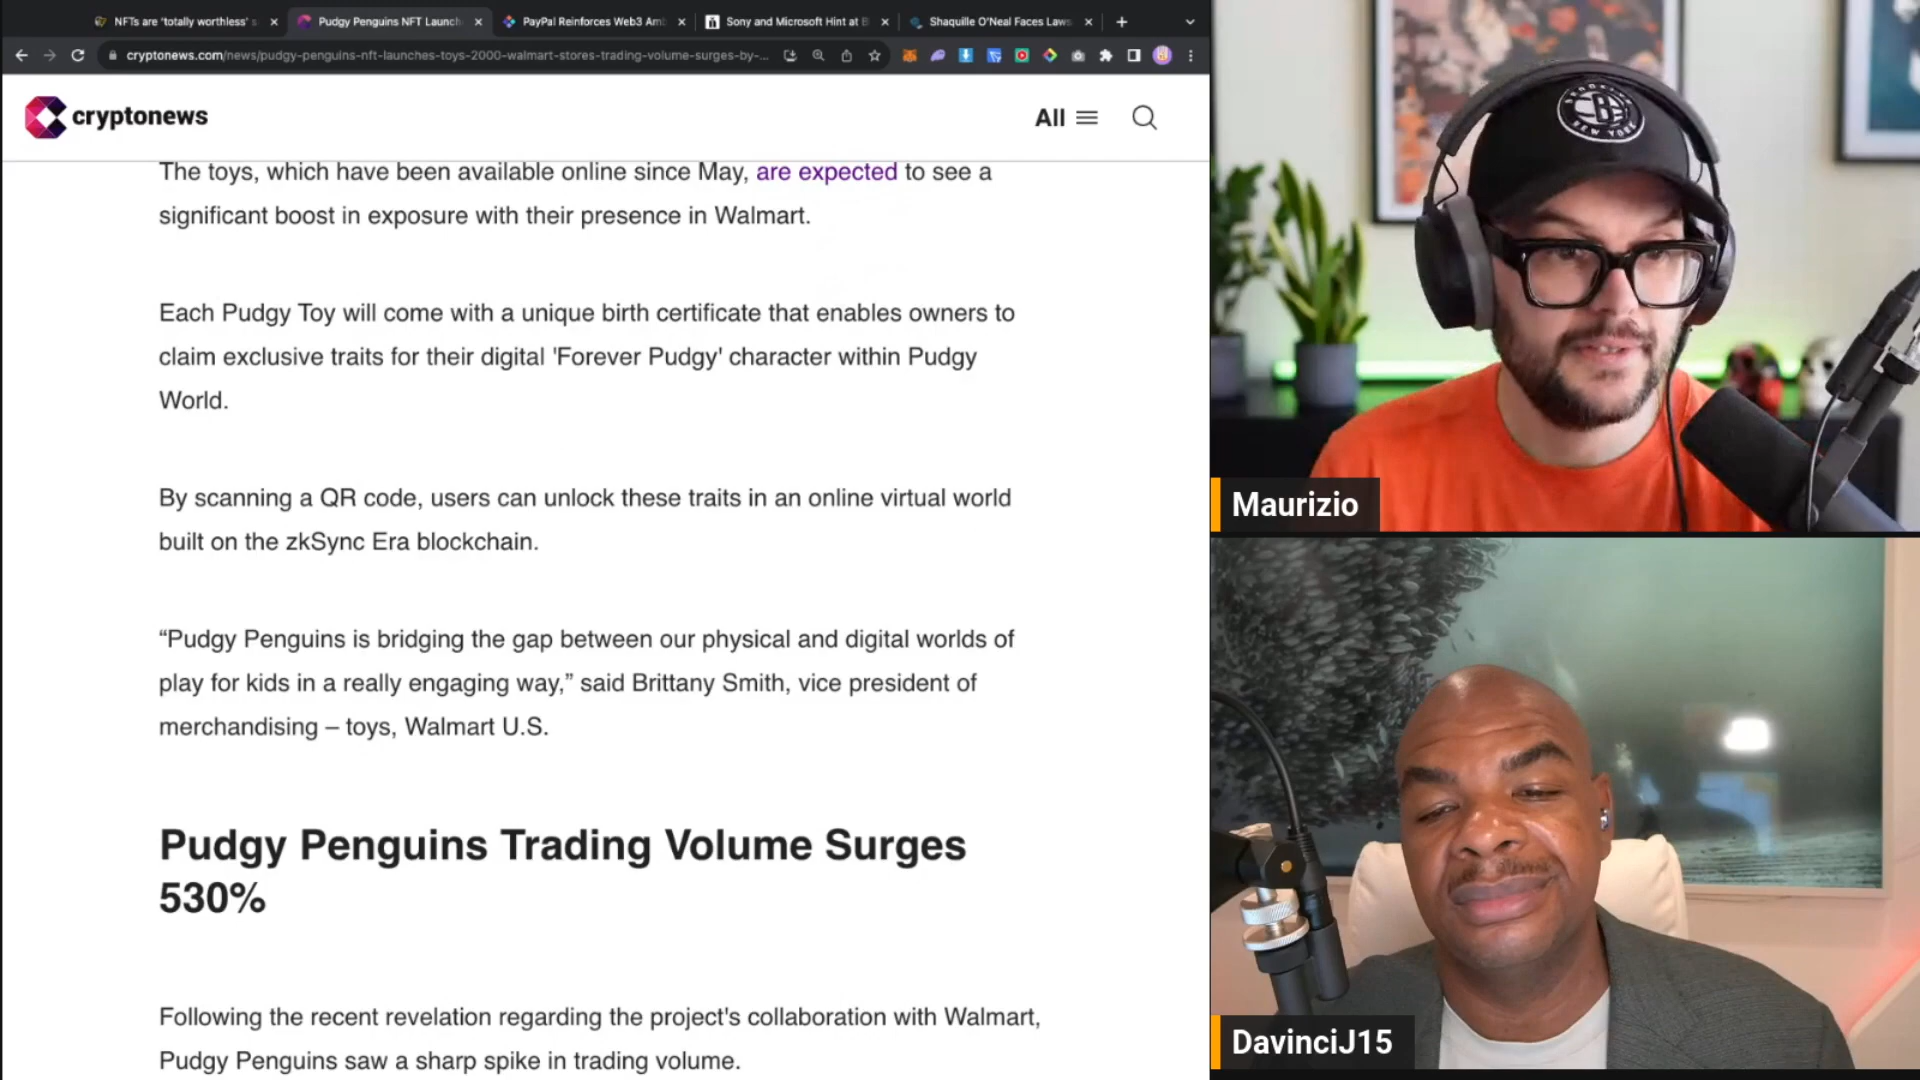 NFTs are 'totally worthless'
Pudgy Penguins NFT Launch
PayPal Reinforces Web3 Am
Sony and Microsoft Hint at B
Shaquille O'Neal Faces Laws
cryptonews.com/news/pudgy-penguins-nft-launches-toys-2000-walmart-stores-trading-volume-surges-by-...
cryptonews
All
The toys, which have been available online since May, are expected to see a
significant boost in exposure with their presence in Walmart.
Each Pudgy Toy will come with a unique birth certificate that enables owners to
claim exclusive traits for their digital 'Forever Pudgy' character within Pudgy
World.
By scanning a QR code, users can unlock these traits in an online virtual world
built on the zkSync Era blockchain.
“Pudgy Penguins is bridging the gap between our physical and digital worlds of
play for kids in a really engaging way,” said Brittany Smith, vice president of
merchandising – toys, Walmart U.S.
Pudgy Penguins Trading Volume Surges
530%
Following the recent revelation regarding the project's collaboration with Walmart,
Pudgy Penguins saw a sharp spike in trading volume.
BROOKLYN
B
NEW YORK
Maurizio
DavinciJ15